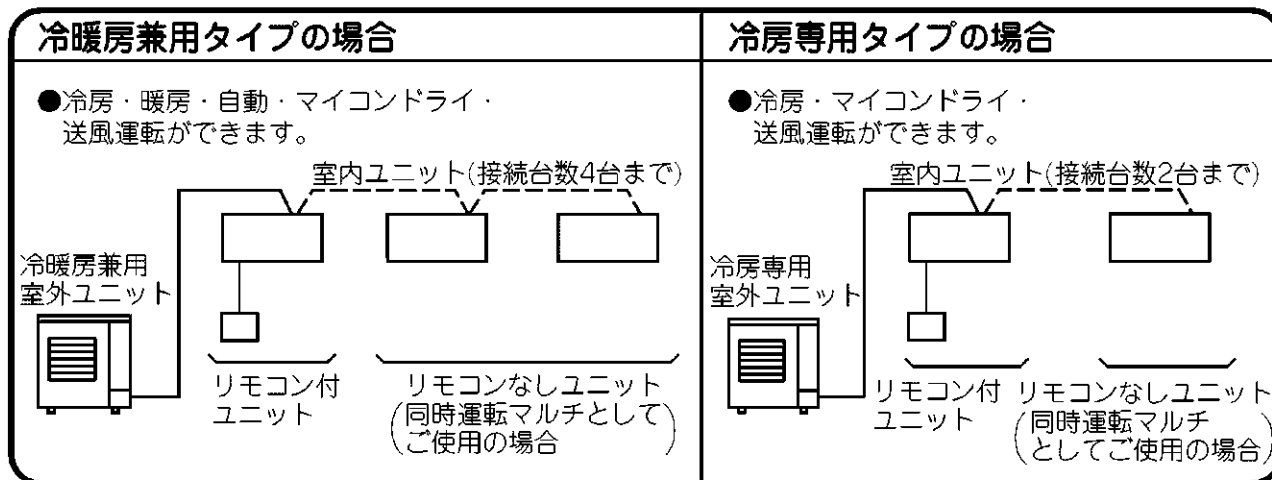 冷暖房兼用タイプの場合
●冷房・暖房・自動・マイコンドライ・
送風運転ができます。
室内ユニット(接続台数4台まで)
冷暖房兼用
室外ユニット
リモコン付
ユニット
リモコンなしユニット
(同時運転マルチとして
ご使用の場合)
冷房専用タイプの場合
●冷房・マイコンドライ・
送風運転ができます。
室内ユニット(接続台数2台まで)
冷房専用
室外ユニット
リモコン付
ユニット
リモコンなしユニット
(同時運転マルチ
としてご使用の場合)